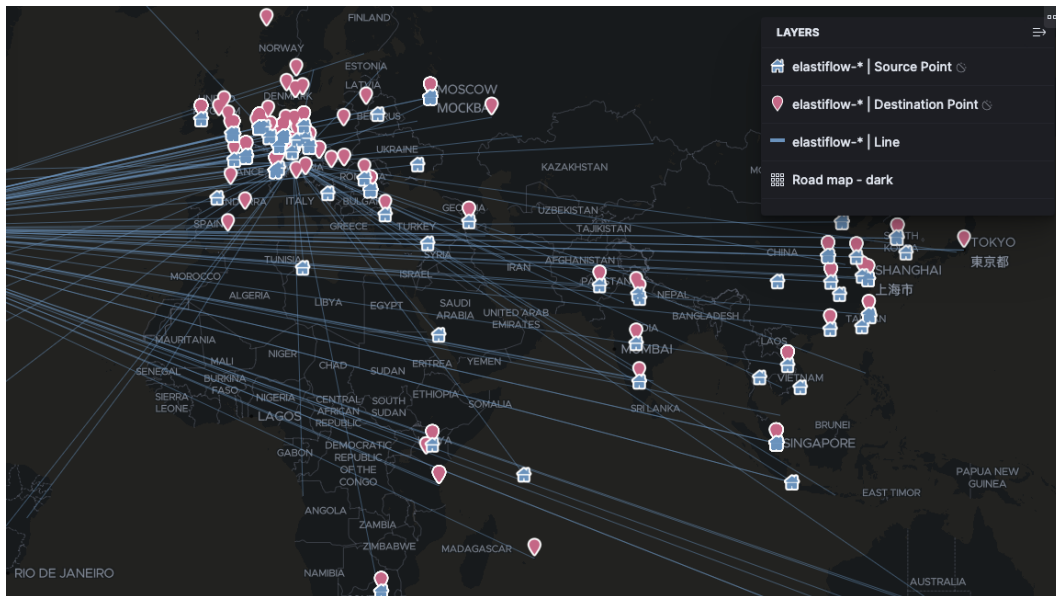 FINLAND
NORWAY
ESTONIA
LATVIA
DENMARK
MOSCOW
МОСКВА
BELARUS
UKRAINE
KAZAKHSTAN
ITALY
SPAIN
GREECE
TURKEY
UZBEKISTAN
TAJIKISTAN
CHINA
TOKYO
東京都
TUNISIA
SYRIA
IRAN
AFGHANISTAN
MOROCCO
ISRAEL
PAKISTAN
NEPAL
SHANGHAI
上海市
ALGERIA
LIBYA
EGYPT
SAUDI
ARABIA
UNITED ARAB
EMIRATES
BANGLADESH
MAURITANIA
MUMBAI
LAOS
MALI
NIGER
CHAD
SUDAN
ERITREA
YEMEN
SENEGAL
BURKINA
FASO
VIETNAM
SIERRA
LEONE
NIGERIA
CENTRAL
AFRICAN
REPUBLIC
SOUTH
SUDAN
ETHIOPIA
SOMALIA
SRI LANKA
LAGOS
BRUNEI
SINGAPORE
GABON
DEMOCRATIC
REPUBLIC
OF THE
CONGO
PAPUA NEW
GUINEA
EAST TIMOR
ANGOLA
ZAMBIA
ZIMBABWE
MADAGASCAR
RIO DE JANEIRO
NAMIBIA
AUSTRALIA
LAYERS
elastiflow-* | Source Point
elastiflow-* | Destination Point
elastiflow-* | Line
Road map - dark